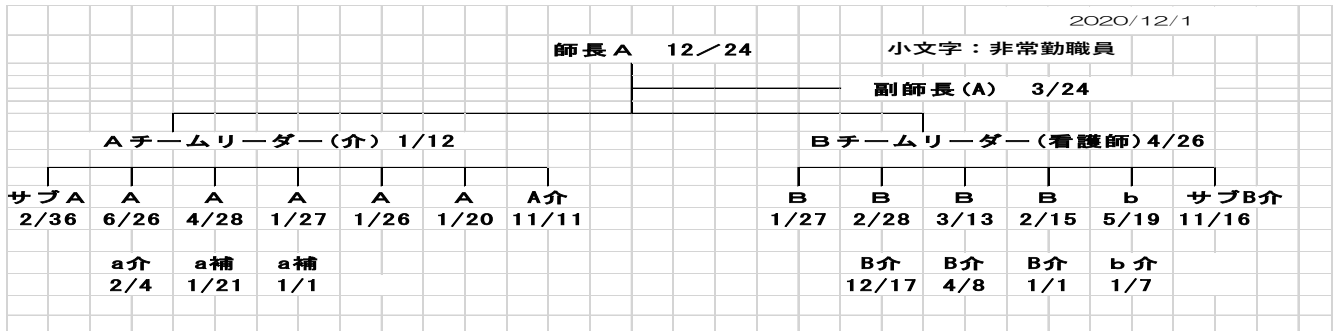 2020/12/1
師長A 12/24 小文字:非常勤職員
副師長(A) 3/24
Aチームリーダー(介) 1/12 Bチームリーダー(看護師)4/26
サブA A A A A A A介 B B B B b サブB介
2/36 6/26 4/28 1/27 1/26 1/20 11/11 1/27 2/28 3/13 2/15 5/19 11/16
a介 a補 a補 B介 B介 B介 b介
2/4 1/21 1/1 12/17 4/8 1/1 1/7